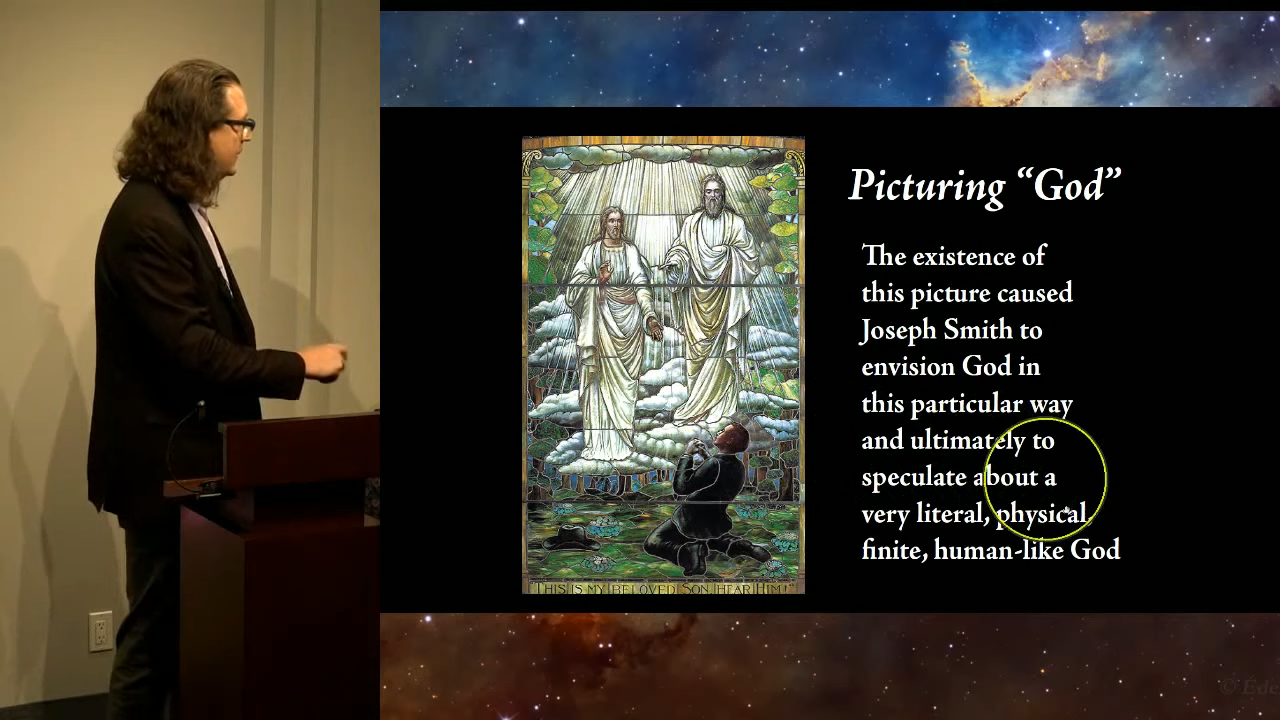 Picturing “God”
The existence of
this picture caused
Joseph Smith to
envision God in
this particular way
and ultimately to
speculate about a
very literal, physical,
finite, human-like God
"THIS IS MY BELOVED SON, HEAR HIM!"